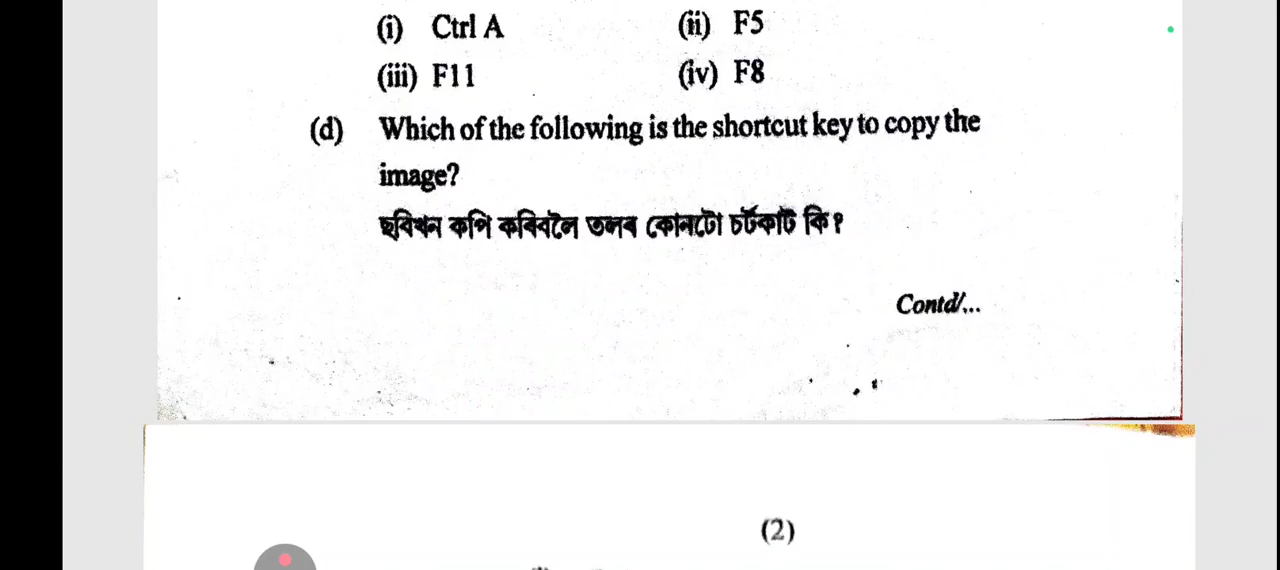 (i) Ctrl A (ii) F5
(iii) F11 (iv) F8
(d) Which of the following is the shortcut key to copy the
image?
ছবিখন কপি কৰিবলৈ তলৰ কোনটো চৰ্টকাট কি?
Contd/...
(2)